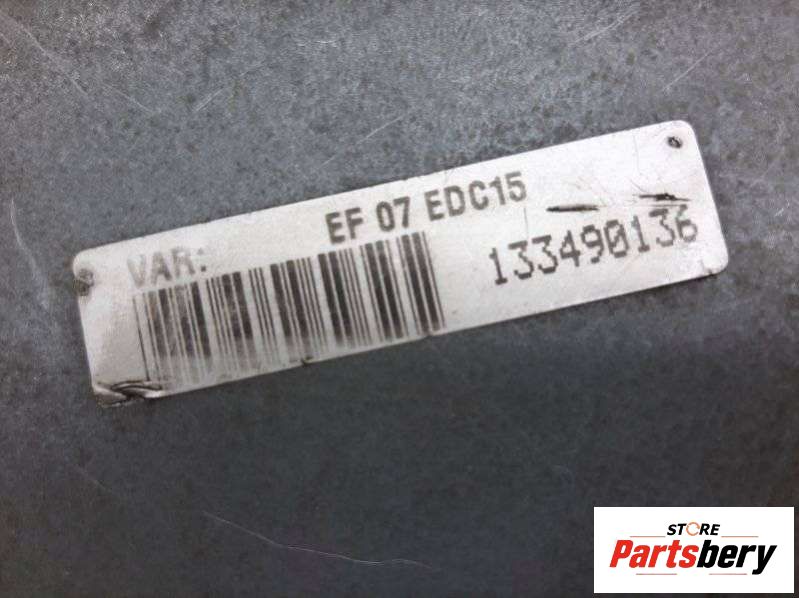 VAR: EF 07 EDC15
133490136
STORE
Partsbery